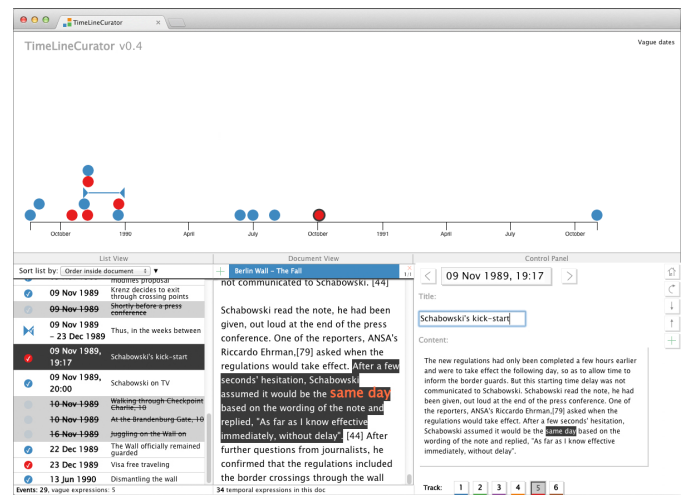 TimeLineCurator
TimeLineCurator v0.4
Vague dates
October
1990
April
July
October
1991
April
July
October
List View
Document View
Control Panel
Sort list by: Order inside document
modifies proposal
09 Nov 1989 Krenz decides to exit
through crossing points
09 Nov 1989 Shortly before a press
conference
09 Nov 1989
– 23 Dec 1989 Thus, in the weeks between
09 Nov 1989,
19:17 Schabowski's kick-start
09 Nov 1989,
20:00 Schabowski on TV
10 Nov 1989 Walking through Checkpoint
Charlie, 10
10 Nov 1989 At the Brandenburg Gate, 10
16 Nov 1989 Juggling on the Wall on
22 Dec 1989 The Wall officially remained
guarded
23 Dec 1989 Visa free traveling
13 Jun 1990 Dismantling the wall
Events: 29, vague expressions: 5
Berlin Wall – The Fall
1/1
not communicated to Schabowski. [44]
Schabowski read the note, he had been
given, out loud at the end of the press
conference. One of the reporters, ANSA's
Riccardo Ehrman,[79] asked when the
regulations would take effect. After a few
seconds' hesitation, Schabowski
assumed it would be the same day
based on the wording of the note and
replied, "As far as I know effective
immediately, without delay". [44] After
further questions from journalists, he
confirmed that the regulations included
the border crossings through the wall
34 temporal expressions in this doc
< 09 Nov 1989, 19:17 >
Title:
Schabowski's kick-start
Content:
The new regulations had only been completed a few hours earlier
and were to take effect the following day, so as to allow time to
inform the border guards. But this starting time delay was not
communicated to Schabowski. Schabowski read the note, he had
been given, out loud at the end of the press conference. One of
the reporters, ANSA's Riccardo Ehrman,[79] asked when the
regulations would take effect. After a few seconds' hesitation,
Schabowski assumed it would be the same day based on the
wording of the note and replied, "As far as I know effective
immediately, without delay".
Track: 1 2 3 4 5 6